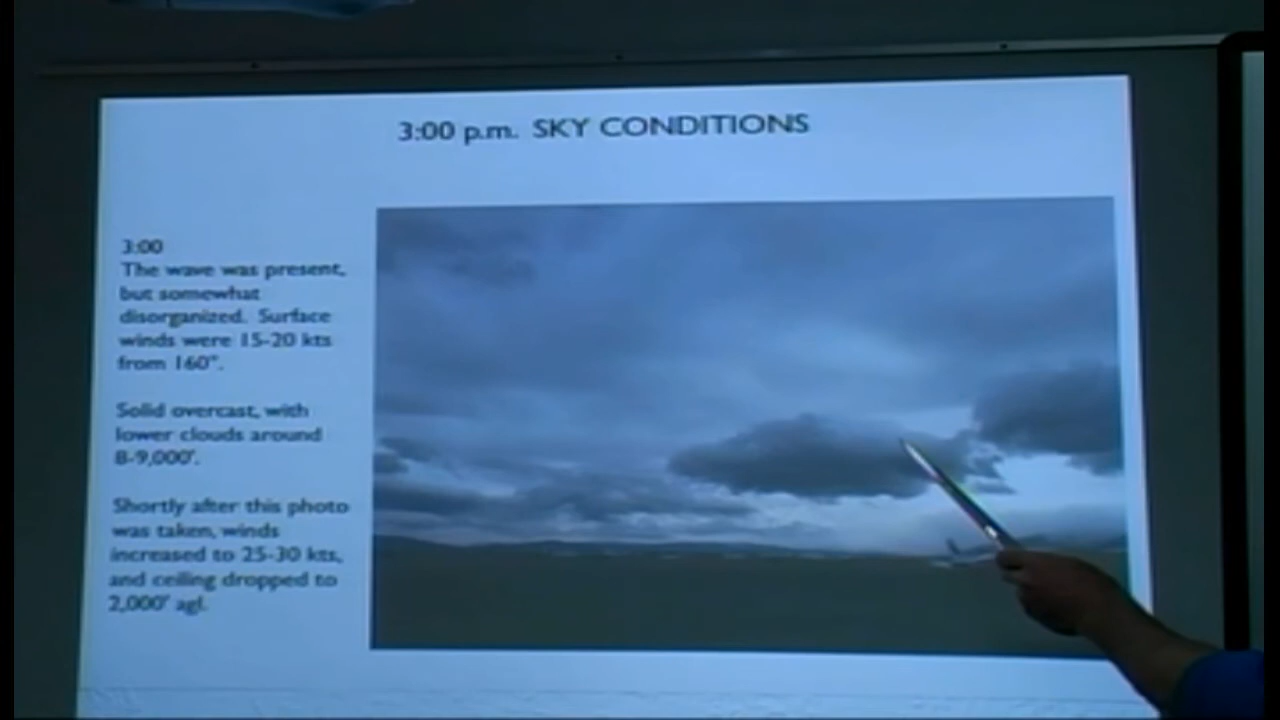 3:00 p.m. SKY CONDITIONS
3:00
The wave was present,
but somewhat
disorganized. Surface
winds were 15-20 kts
from 160°.
Solid overcast, with
lower clouds around
8-9,000'.
Shortly after this photo
was taken, winds
increased to 25-30 kts,
and ceiling dropped to
2,000' agl.